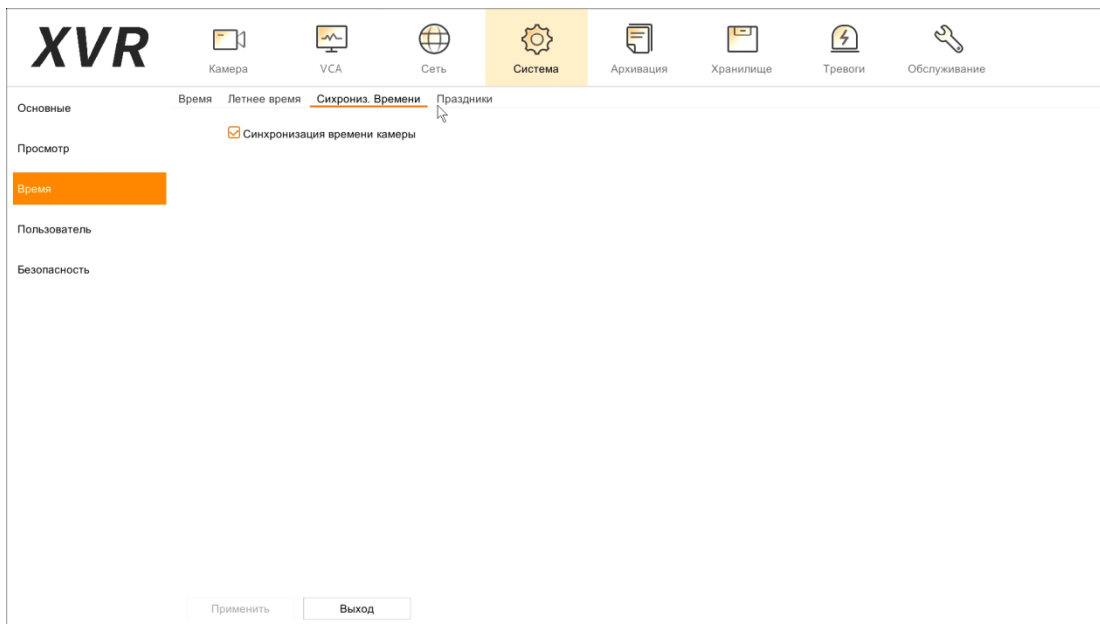 XVR
Камера VCA Сеть Система Архивация Хранилище Тревоги Обслуживание
Основные
Просмотр
Время
Пользователь
Безопасность
Время Летнее время Сихрониз. Времени Праздники
Синхронизация времени камеры
Применить Выход